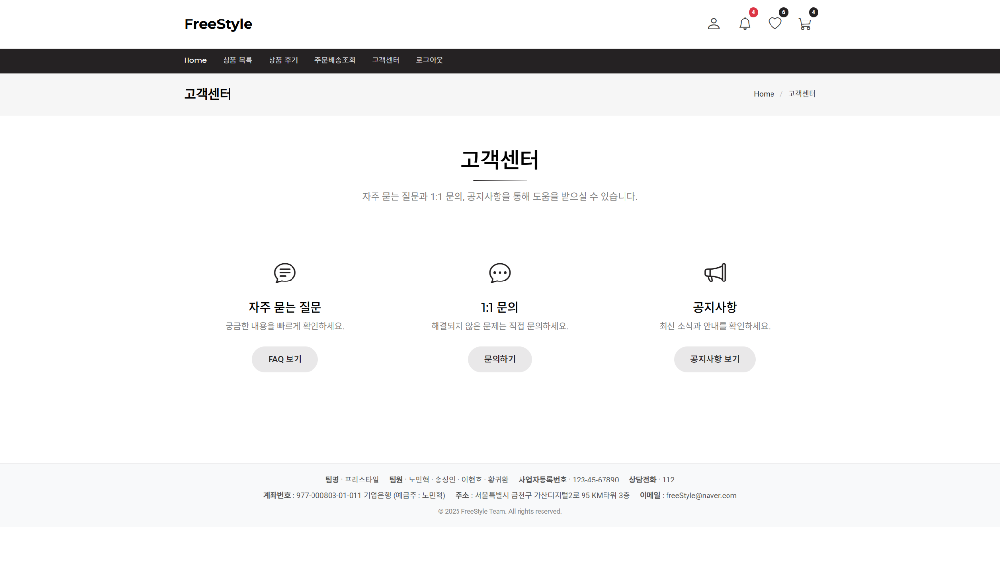 FreeStyle
4
6
4
Home 상품 목록 상품 후기 주문배송조회 고객센터 로그아웃
고객센터
Home / 고객센터
고객센터
자주 묻는 질문과 1:1 문의, 공지사항을 통해 도움을 받으실 수 있습니다.
자주 묻는 질문
궁금한 내용을 빠르게 확인하세요.
FAQ 보기
1:1 문의
해결되지 않은 문제는 직접 문의하세요.
문의하기
공지사항
최신 소식과 안내를 확인하세요.
공지사항 보기
팀명 : 프리스타일 팀원 : 노민혁 · 송성인 · 이현호 · 황귀환 사업자등록번호 : 123-45-67890 상담전화 : 112
계좌번호 : 977-000803-01-011 기업은행 (예금주 : 노민혁) 주소 : 서울특별시 금천구 가산디지털2로 95 KM타워 3층 이메일 : freeStyle@naver.com
© 2025 FreeStyle Team. All rights reserved.